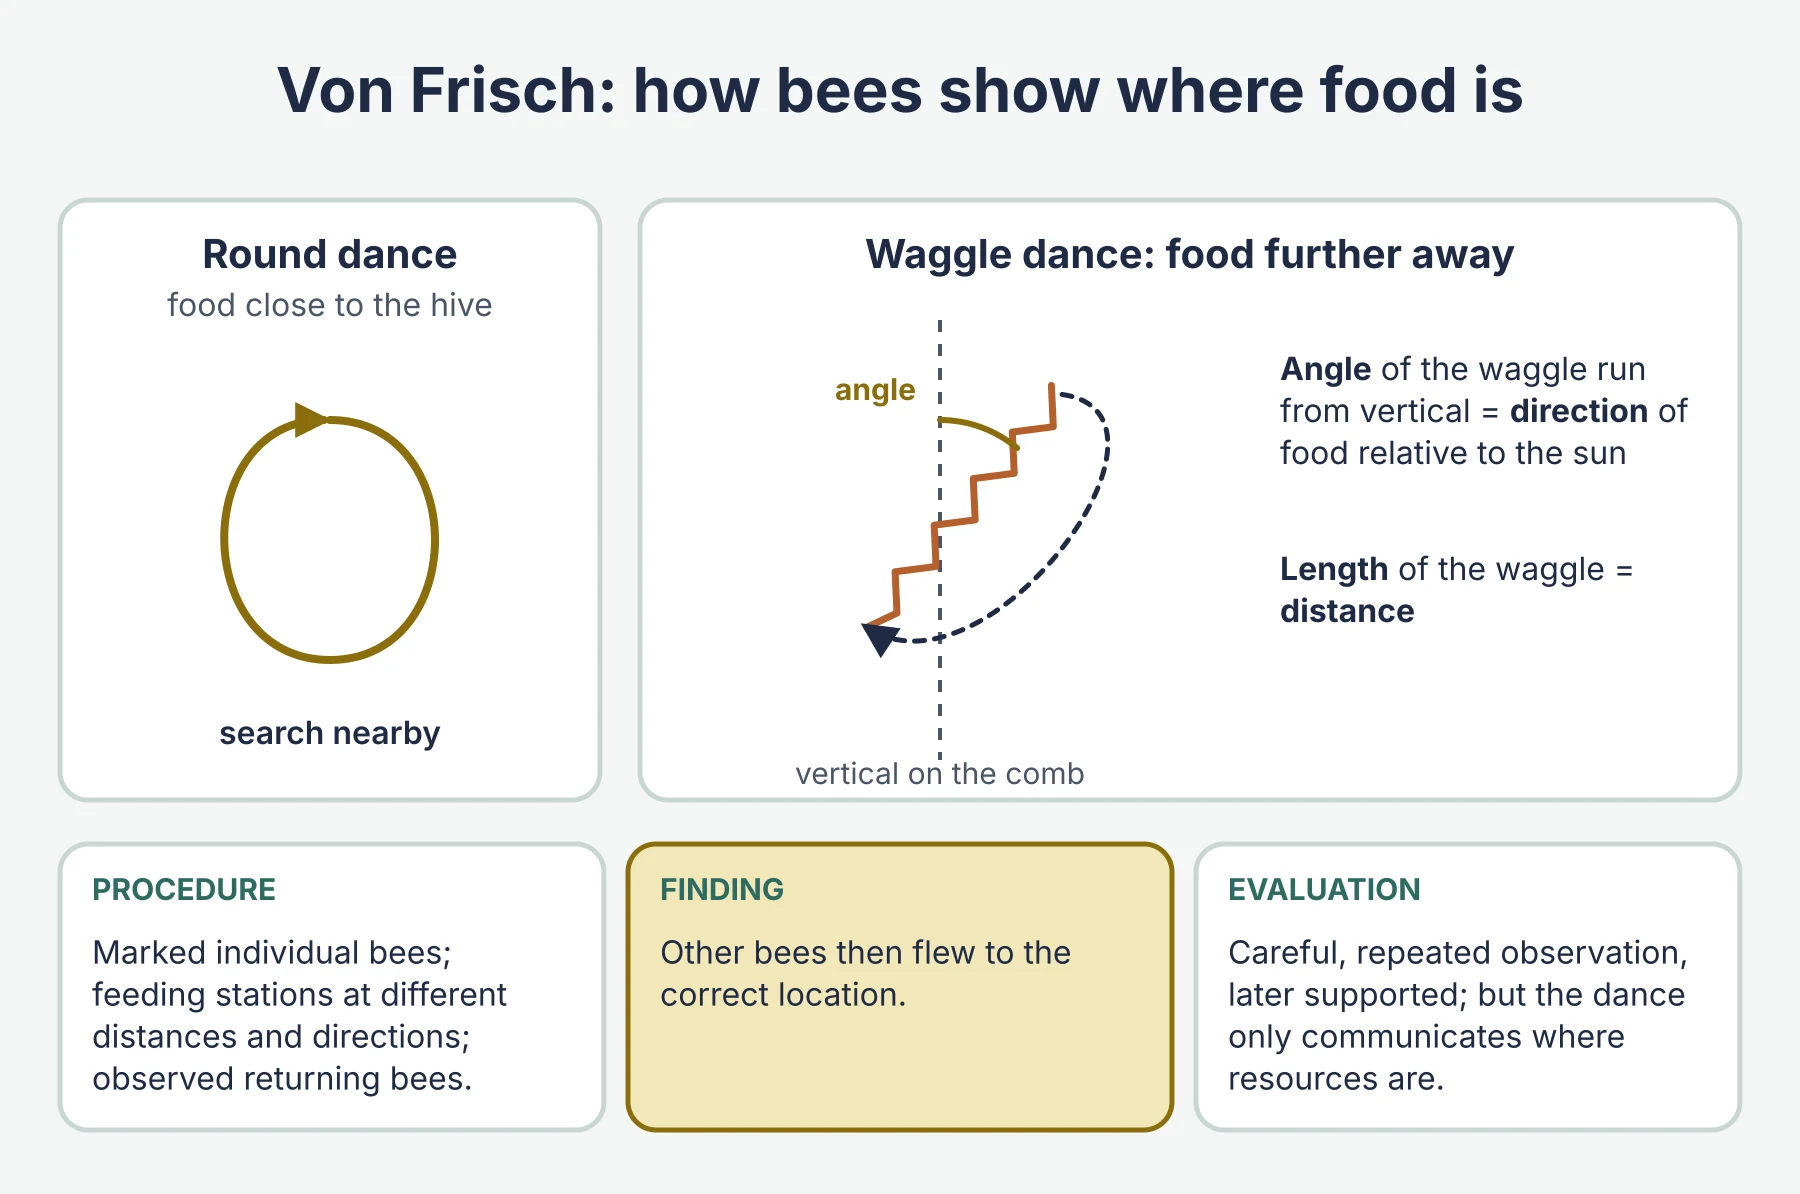 Von Frisch: how bees show where food is
Round dance
food close to the hive
search nearby
Waggle dance: food further away
angle
vertical on the comb
Angle of the waggle run
from vertical = direction of
food relative to the sun
Length of the waggle =
distance
PROCEDURE
Marked individual bees;
feeding stations at different
distances and directions;
observed returning bees.
FINDING
Other bees then flew to the
correct location.
EVALUATION
Careful, repeated observation,
later supported; but the dance
only communicates where
resources are.